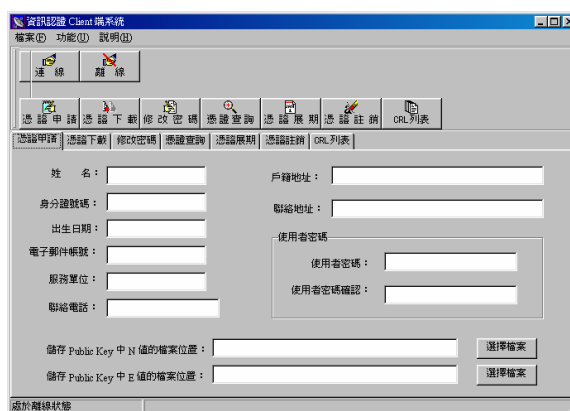 資訊認證 Client 端系統
檔案(F) 功能(U) 說明(H)
連 線 離 線
憑證申請 憑證下載 修改密碼 憑證查詢 憑證展期 憑證註銷 CRL列表
憑證申請 憑證下載 修改密碼 憑證查詢 憑證展期 憑證註銷 CRL列表
姓 名：
戶籍地址：
身分證號碼：
聯絡地址：
出生日期：
使用者密碼
電子郵件帳號：
使用者密碼：
服務單位：
使用者密碼確認：
聯絡電話：
儲存 Public Key 中 N 值的檔案位置： 選擇檔案
儲存 Public Key 中 E 值的檔案位置： 選擇檔案
處於離線狀態